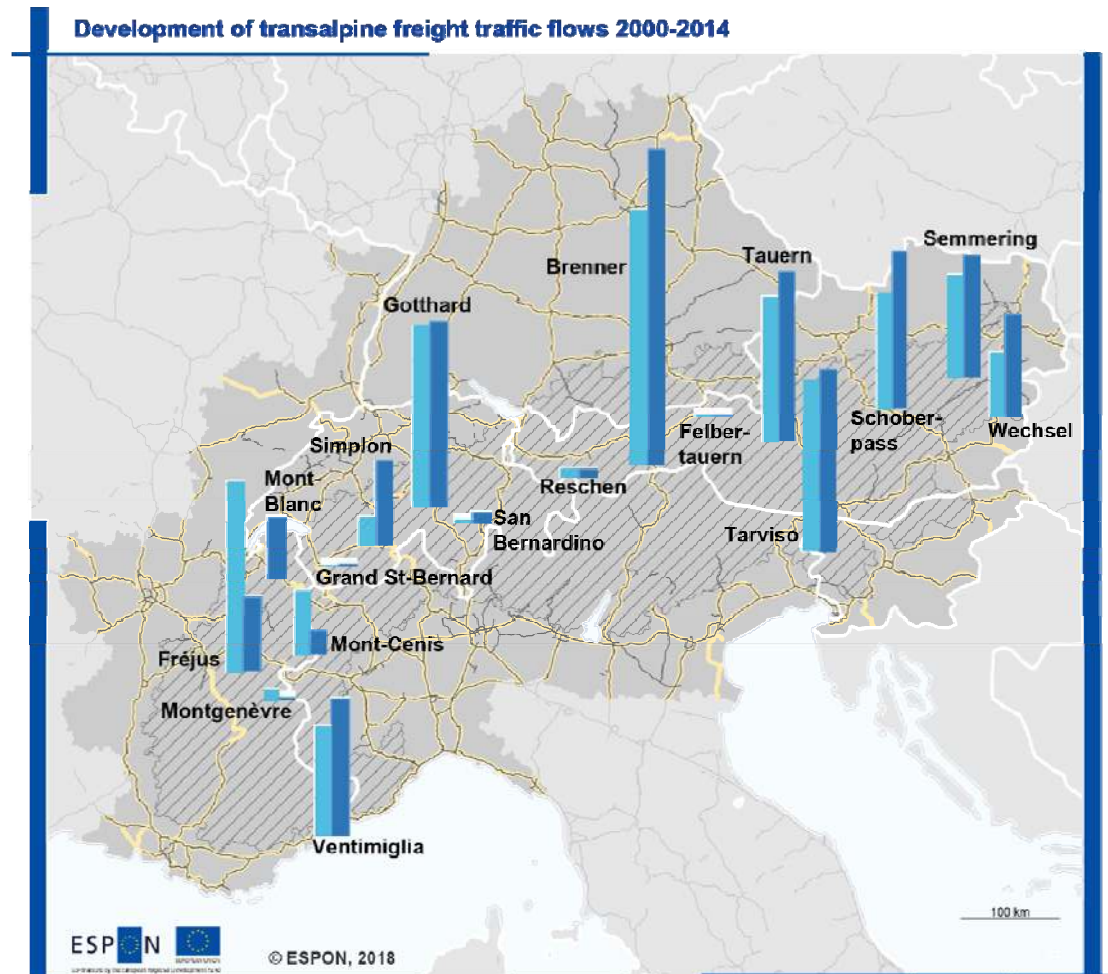 Development of transalpine freight traffic flows 2000-2014
Semmering
Tauern
Brenner
Gotthard
Schober-
pass
Wechsel
Felber-
tauern
Simplon
Mont-
Blanc
Reschen
San
Bernardino
Tarviso
Grand St-Bernard
Mont-Cenis
Fréjus
Montgenèvre
Ventimiglia
100 km
ESPON
© ESPON, 2018